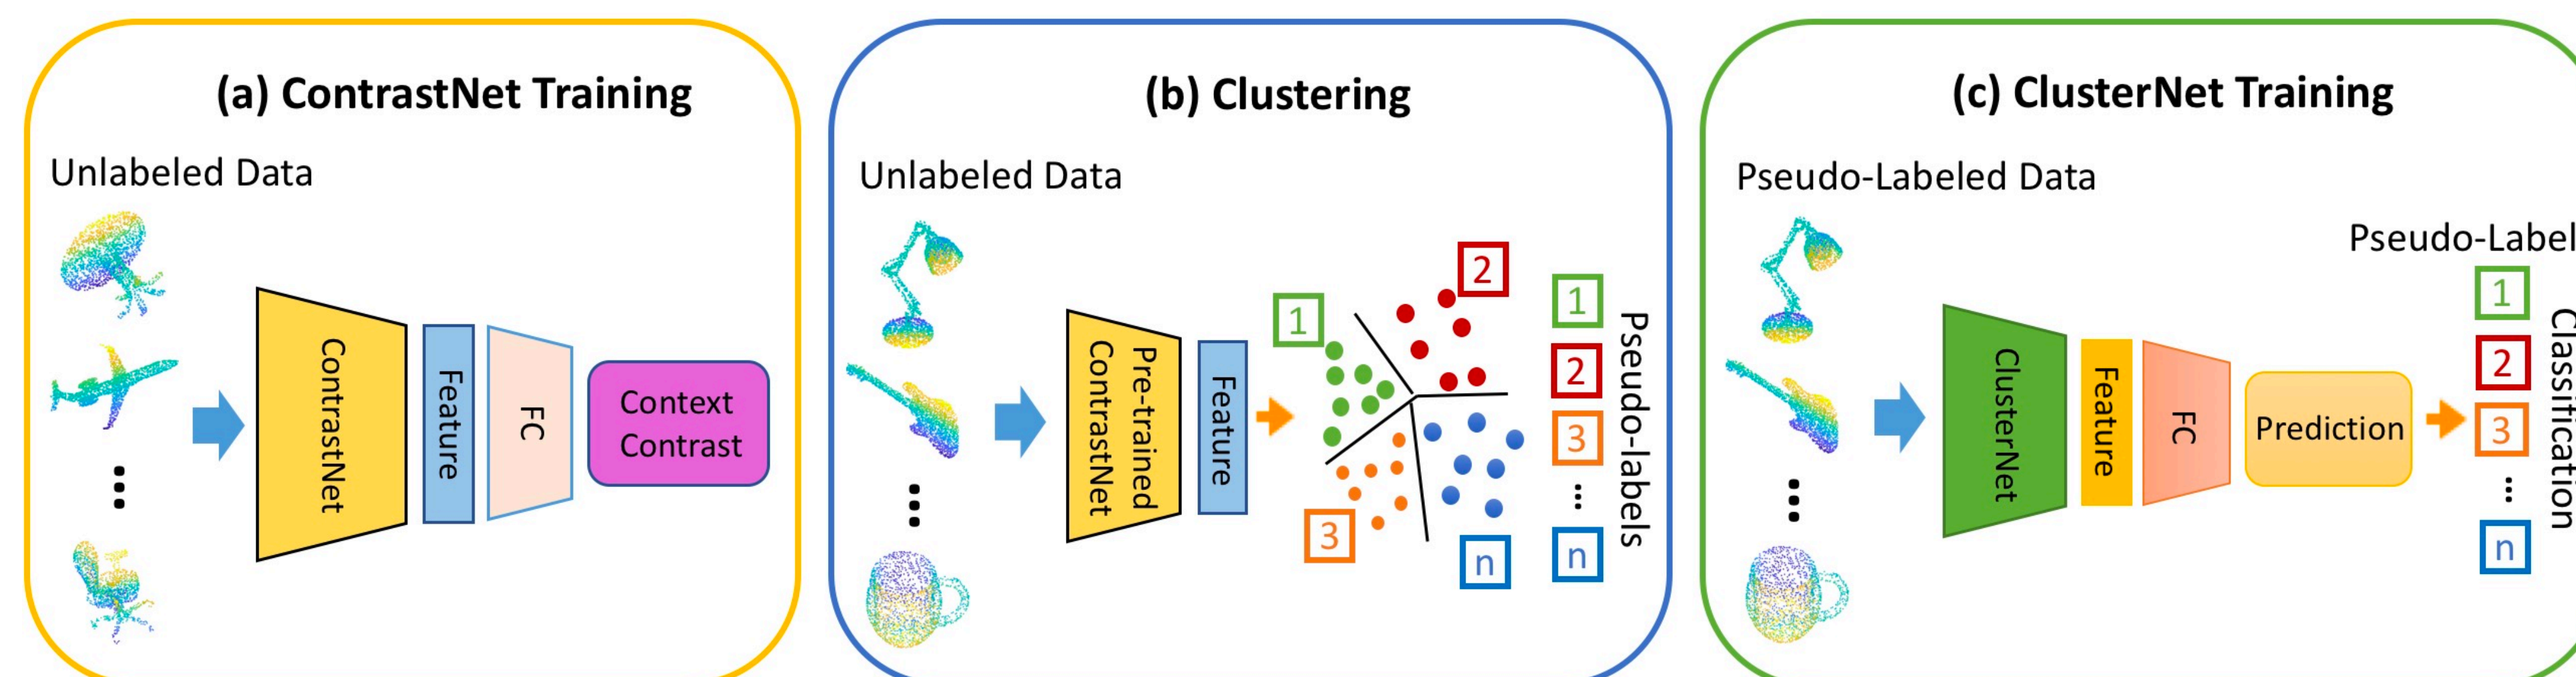 (a) ContrastNet Training
Unlabeled Data
ContrastNet
Feature
FC
Context
Contrast
(b) Clustering
Unlabeled Data
Pre-trained
ContrastNet
Feature
1
2
3
n
1
2
3
...
n
Pseudo-labels
(c) ClusterNet Training
Pseudo-Labeled Data
ClusterNet
Feature
FC
Prediction
Pseudo-Label
1
2
3
...
n
Classification